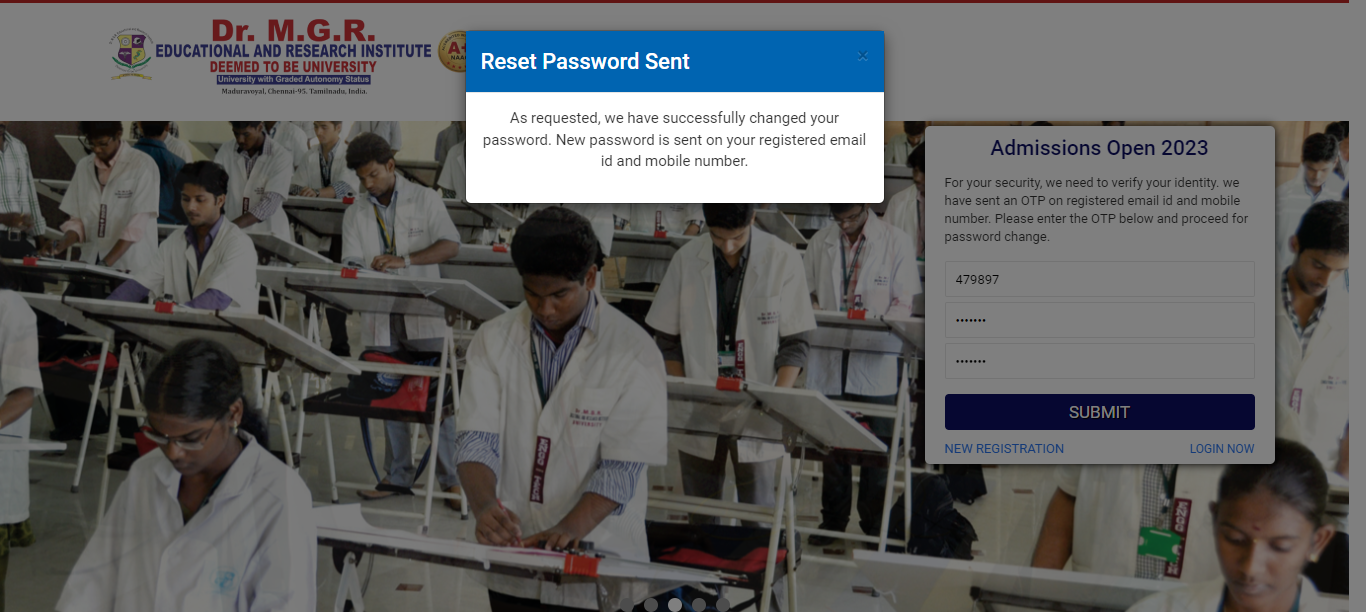 Dr. M.G.R.
EDUCATIONAL AND RESEARCH INSTITUTE
DEEMED TO BE UNIVERSITY
University with Graded Autonomy Status
Maduravoyal, Chennai-95. Tamilnadu, India.
A+
NAAC
Reset Password Sent
×
As requested, we have successfully changed your
password. New password is sent on your registered email
id and mobile number.
Admissions Open 2023
For your security, we need to verify your identity. we
have sent an OTP on registered email id and mobile
number. Please enter the OTP below and proceed for
password change.
479897
•••••••
•••••••
SUBMIT
NEW REGISTRATION
LOGIN NOW